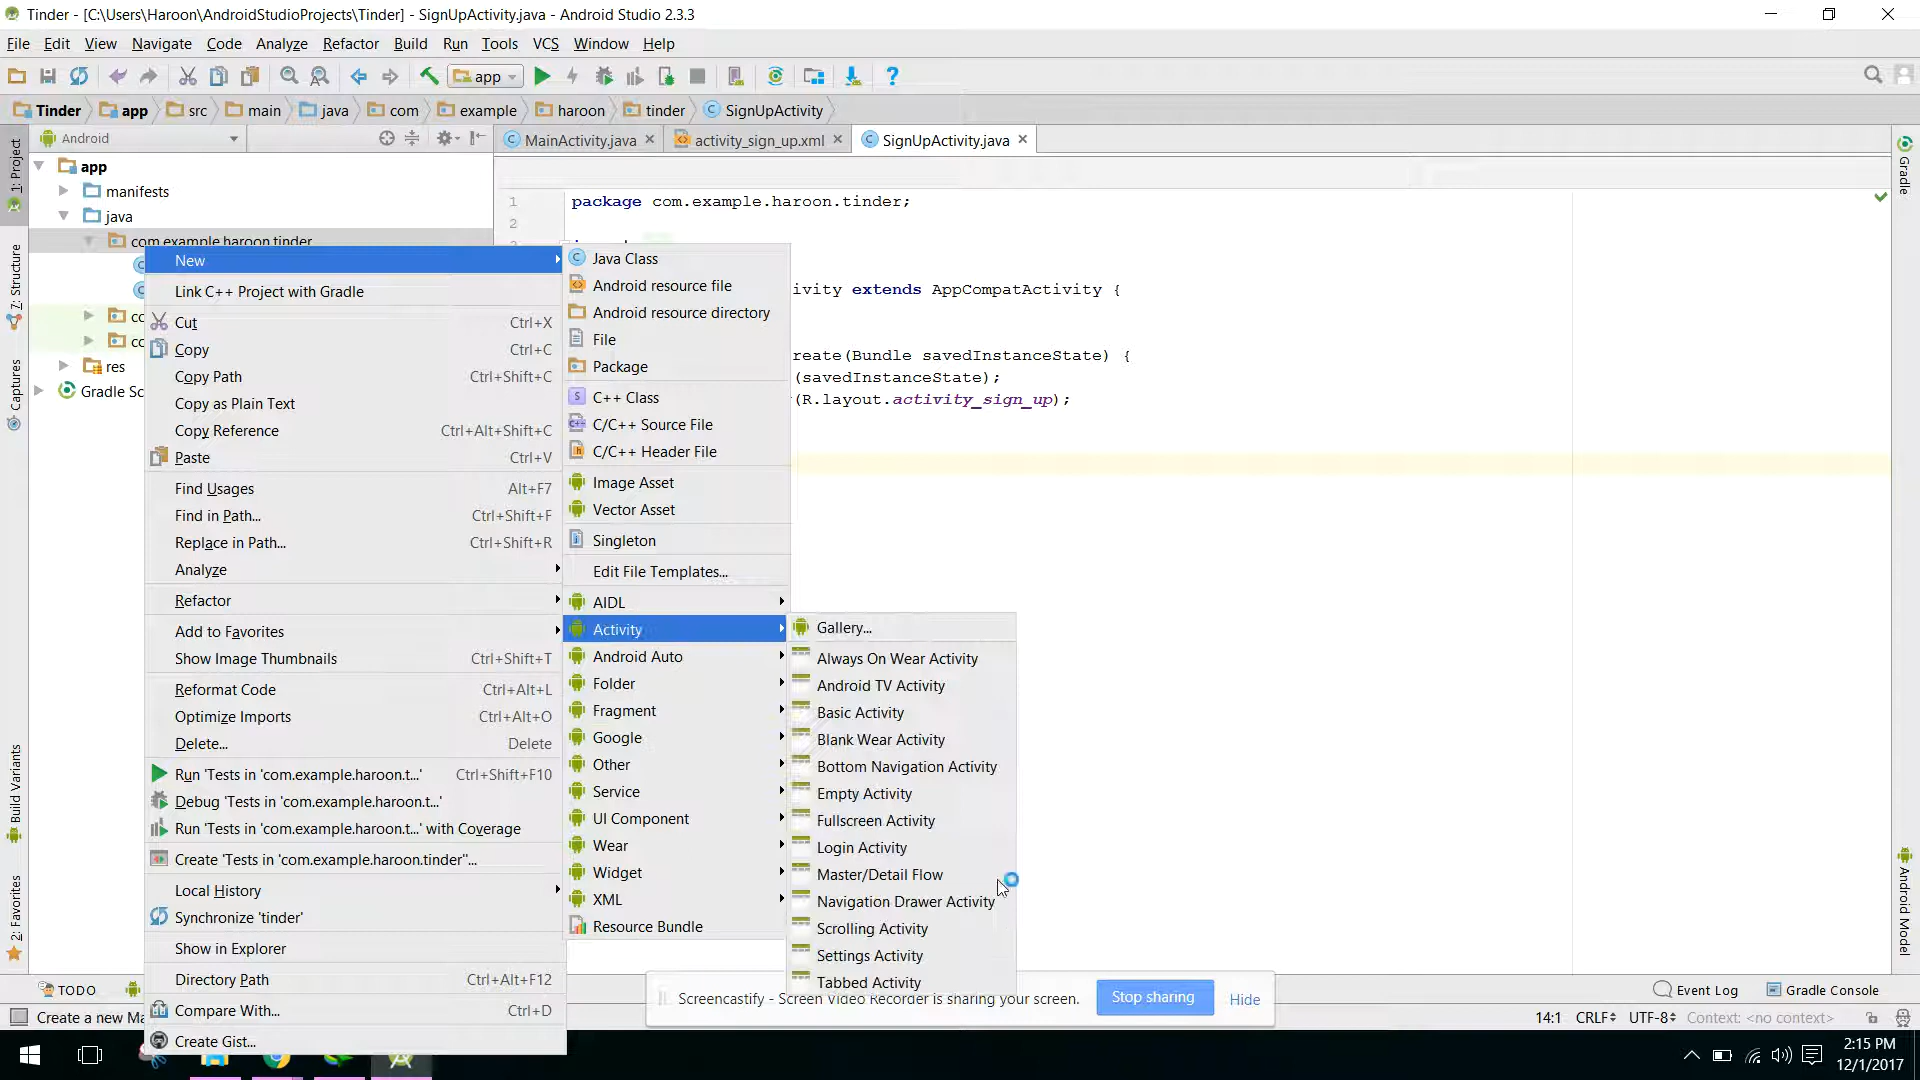 Tinder - [C:\Users\Haroon\AndroidStudioProjects\Tinder] - SignUpActivity.java - Android Studio 2.3.3
File Edit View Navigate Code Analyze Refactor Build Run Tools VCS Window Help
app
Tinder app src main java com example haroon tinder SignUpActivity
1: Project
Z: Structure
Captures
Build Variants
2: Favorites
Android
app
manifests
java
com.example.haroon.tinder
res
Gradle Sc
MainActivity.java
activity_sign_up.xml
SignUpActivity.java
1 package com.example.haroon.tinder;
2
ivity extends AppCompatActivity {
reate(Bundle savedInstanceState) {
(savedInstanceState);
(R.layout.activity_sign_up);
New
Link C++ Project with Gradle
Cut Ctrl+X
Copy Ctrl+C
Copy Path Ctrl+Shift+C
Copy as Plain Text
Copy Reference Ctrl+Alt+Shift+C
Paste Ctrl+V
Find Usages Alt+F7
Find in Path... Ctrl+Shift+F
Replace in Path... Ctrl+Shift+R
Analyze
Refactor
Add to Favorites
Show Image Thumbnails Ctrl+Shift+T
Reformat Code Ctrl+Alt+L
Optimize Imports Ctrl+Alt+O
Delete... Delete
Run 'Tests in 'com.example.haroon.t...' Ctrl+Shift+F10
Debug 'Tests in 'com.example.haroon.t...'
Run 'Tests in 'com.example.haroon.t...' with Coverage
Create 'Tests in 'com.example.haroon.tinder''...
Local History
Synchronize 'tinder'
Show in Explorer
Directory Path Ctrl+Alt+F12
Compare With... Ctrl+D
Create Gist...
Java Class
Android resource file
Android resource directory
File
Package
C++ Class
C/C++ Source File
C/C++ Header File
Image Asset
Vector Asset
Singleton
Edit File Templates...
AIDL
Activity
Android Auto
Folder
Fragment
Google
Other
Service
UI Component
Wear
Widget
XML
Resource Bundle
Gallery...
Always On Wear Activity
Android TV Activity
Basic Activity
Blank Wear Activity
Bottom Navigation Activity
Empty Activity
Fullscreen Activity
Login Activity
Master/Detail Flow
Navigation Drawer Activity
Scrolling Activity
Settings Activity
Tabbed Activity
Gradle
Android Model
Screencastify - Screen Video Recorder is sharing your screen. Stop sharing Hide
TODO
Event Log Gradle Console
Create a new Ma
14:1 CRLF UTF-8 Context: <no context>
2:15 PM
12/1/2017